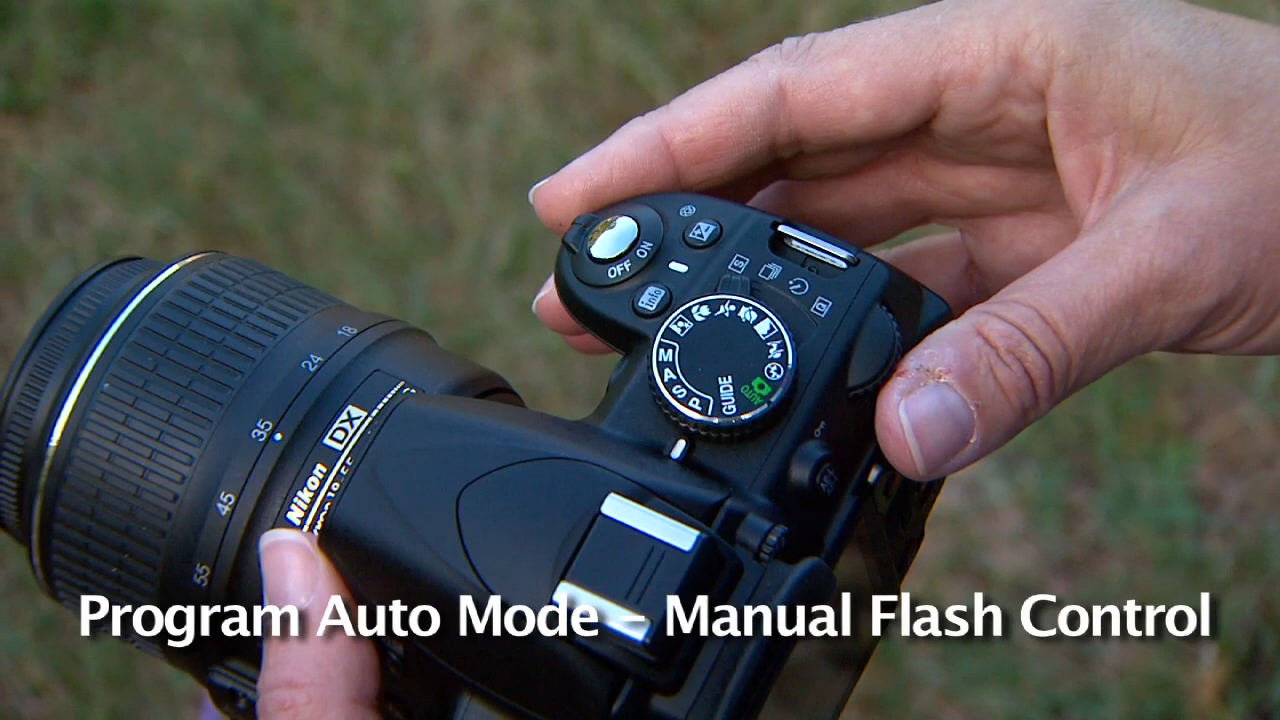 ON
OFF
info
S
M
A
S
P
GUIDE
AUTO
18
24
35
45
55
DX
Nikon
Program Auto Mode - Manual Flash Control